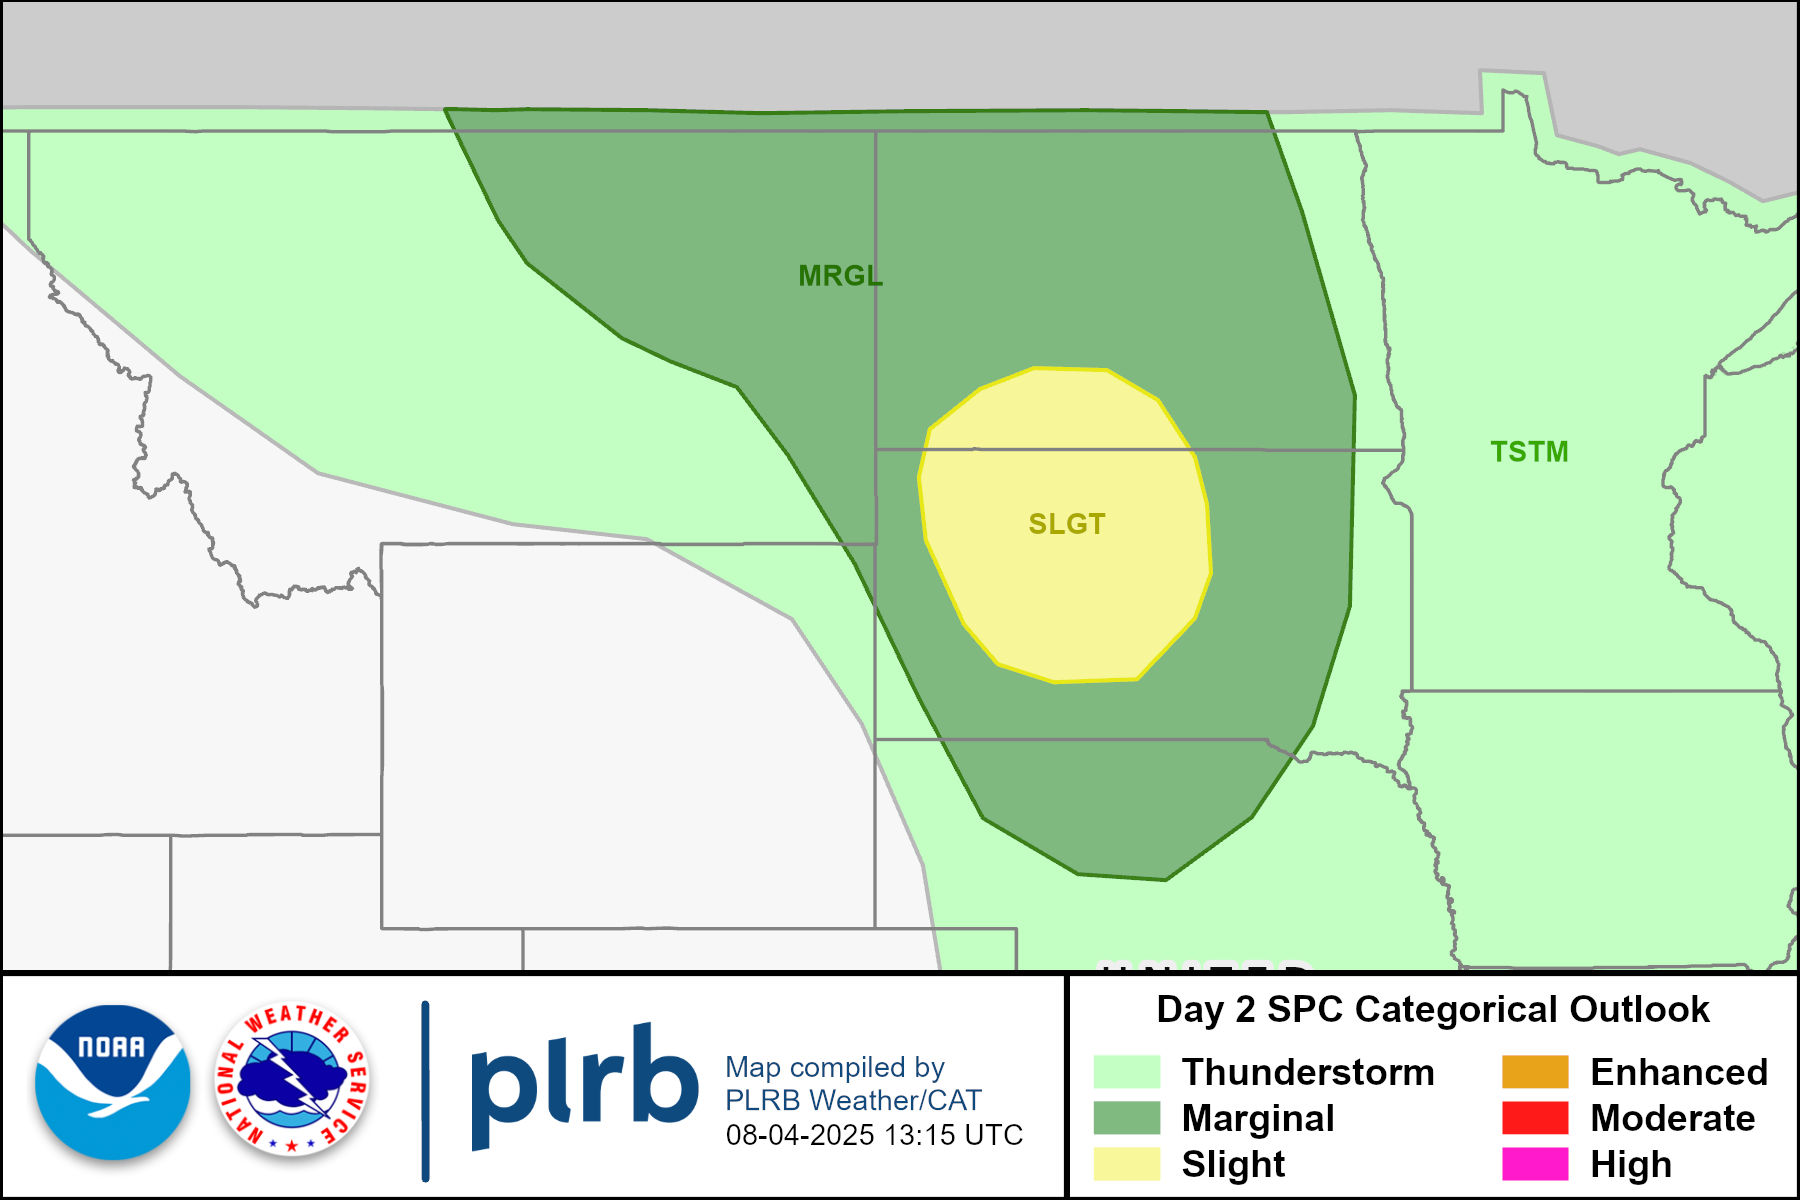 MRGL
TSTM
SLGT
UNITED
NOAA
NATIONAL WEATHER SERVICE
plrb
Map compiled by
PLRB Weather/CAT
08-04-2025 13:15 UTC
Day 2 SPC Categorical Outlook
Thunderstorm
Marginal
Slight
Enhanced
Moderate
High